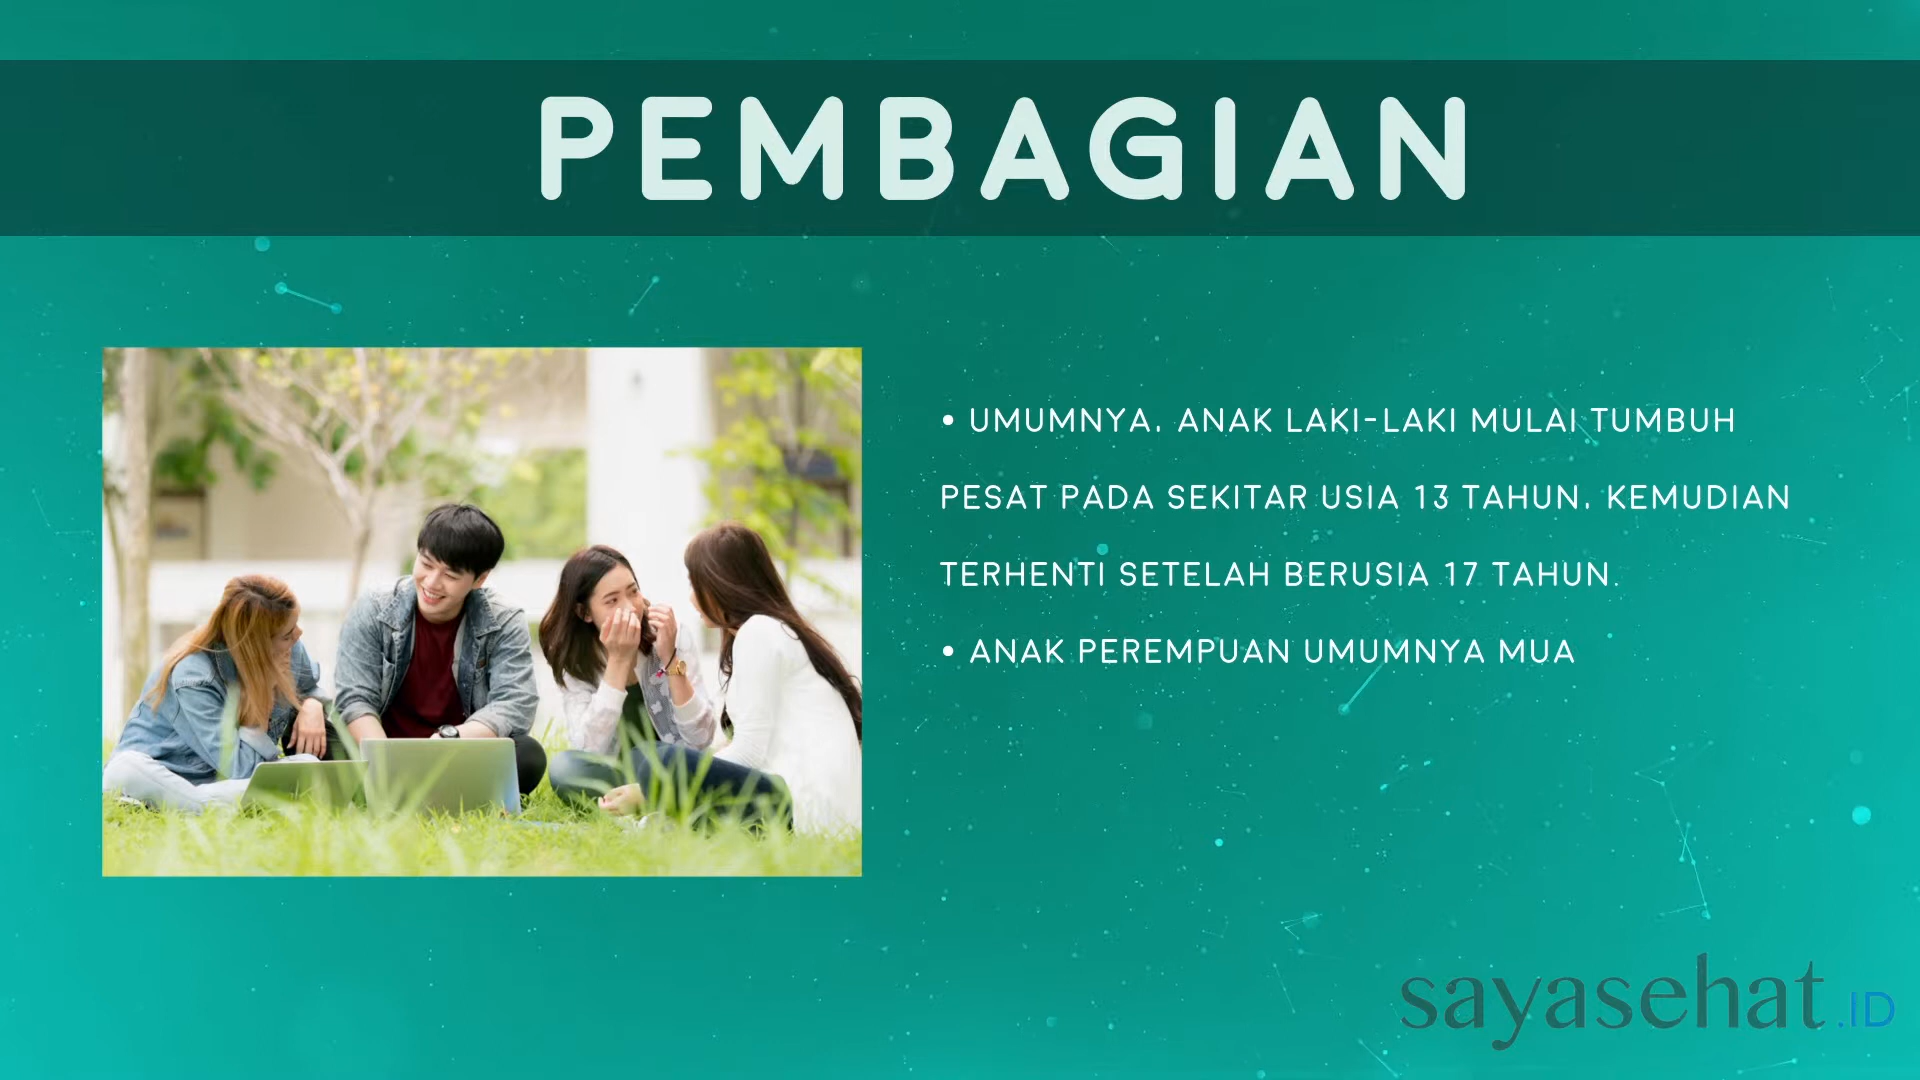 PEMBAGIAN
• UMUMNYA, ANAK LAKI-LAKI MULAI TUMBUH
PESAT PADA SEKITAR USIA 13 TAHUN, KEMUDIAN
TERHENTI SETELAH BERUSIA 17 TAHUN.
• ANAK PEREMPUAN UMUMNYA MUA
sayasehat.ID